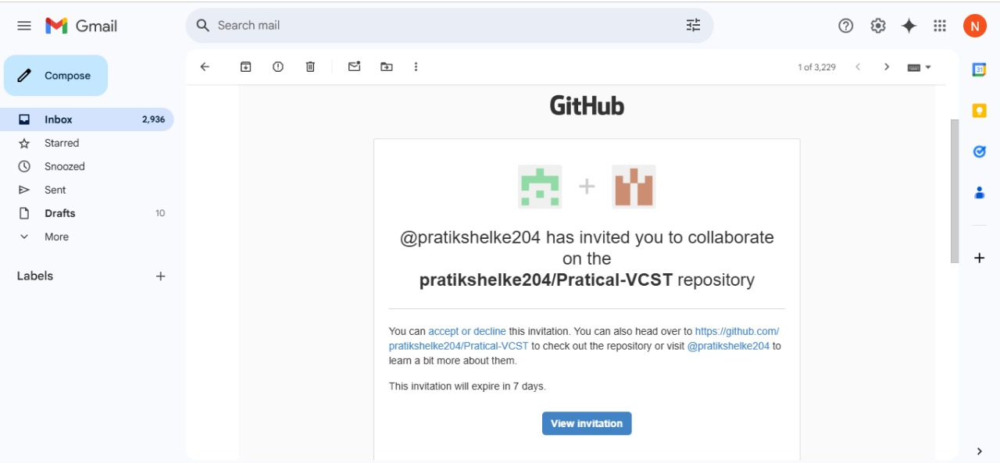 Gmail
Search mail
N
Compose
1 of 3,229
Inbox 2,936
Starred
Snoozed
Sent
Drafts 10
More
Labels
31
GitHub
@pratikshelke204 has invited you to collaborate
on the
pratikshelke204/Pratical-VCST repository
You can accept or decline this invitation. You can also head over to https://github.com/
pratikshelke204/Pratical-VCST to check out the repository or visit @pratikshelke204 to
learn a bit more about them.
This invitation will expire in 7 days.
View invitation